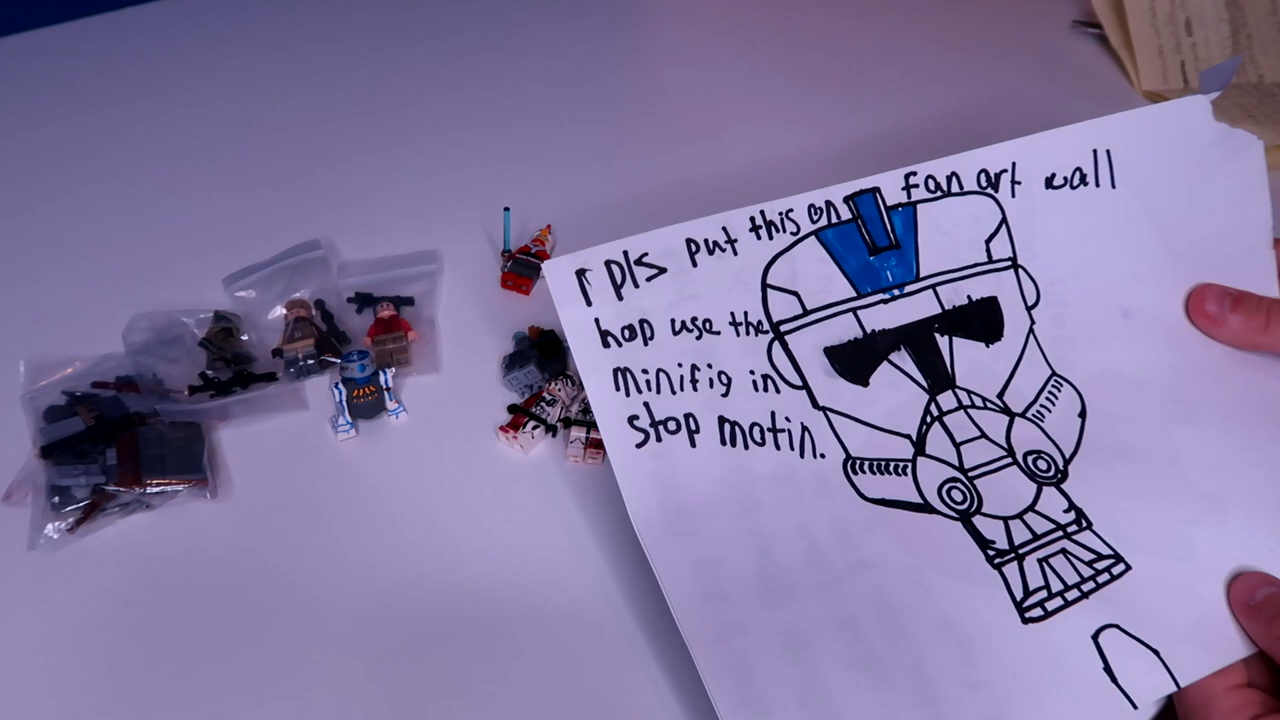 pls put this on fan art wall
hop use the
minifig in
stop motin.